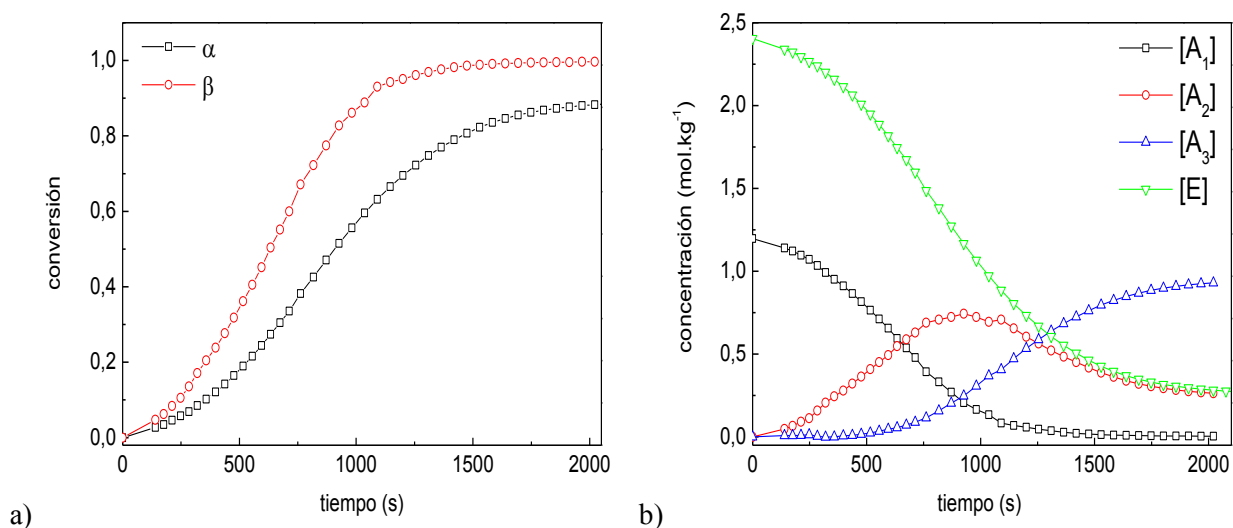 α
β
1,0
0,8
0,6
0,4
0,2
0,0
conversión
0 500 1000 1500 2000
tiempo (s)
a)
[A1]
[A2]
[A3]
[E]
2,5
2,0
1,5
1,0
0,5
0,0
concentración (mol.kg-1)
0 500 1000 1500 2000
tiempo (s)
b)